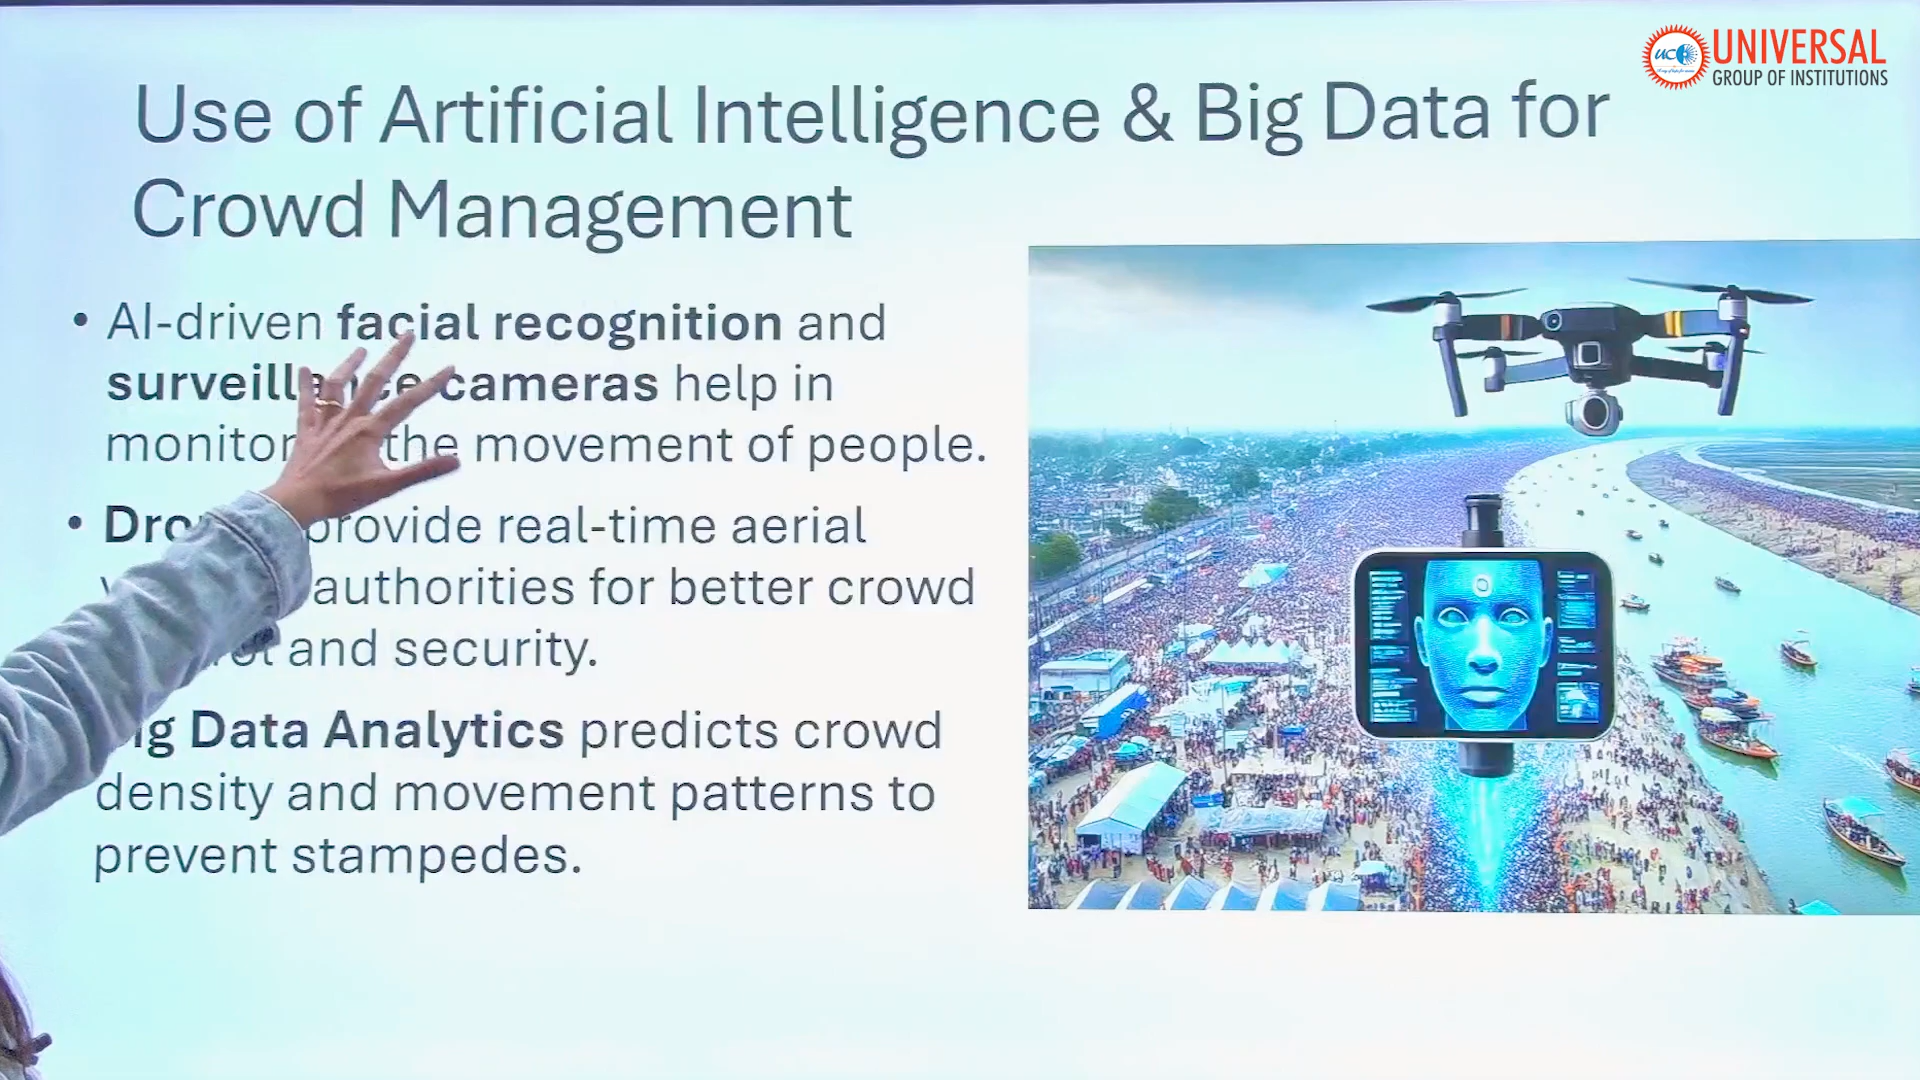 UNIVERSAL
GROUP OF INSTITUTIONS
Use of Artificial Intelligence & Big Data for
Crowd Management
• AI-driven facial recognition and
surveillance cameras help in
monitor the movement of people.
• provide real-time aerial
authorities for better crowd
and security.
Data Analytics predicts crowd
density and movement patterns to
prevent stampedes.